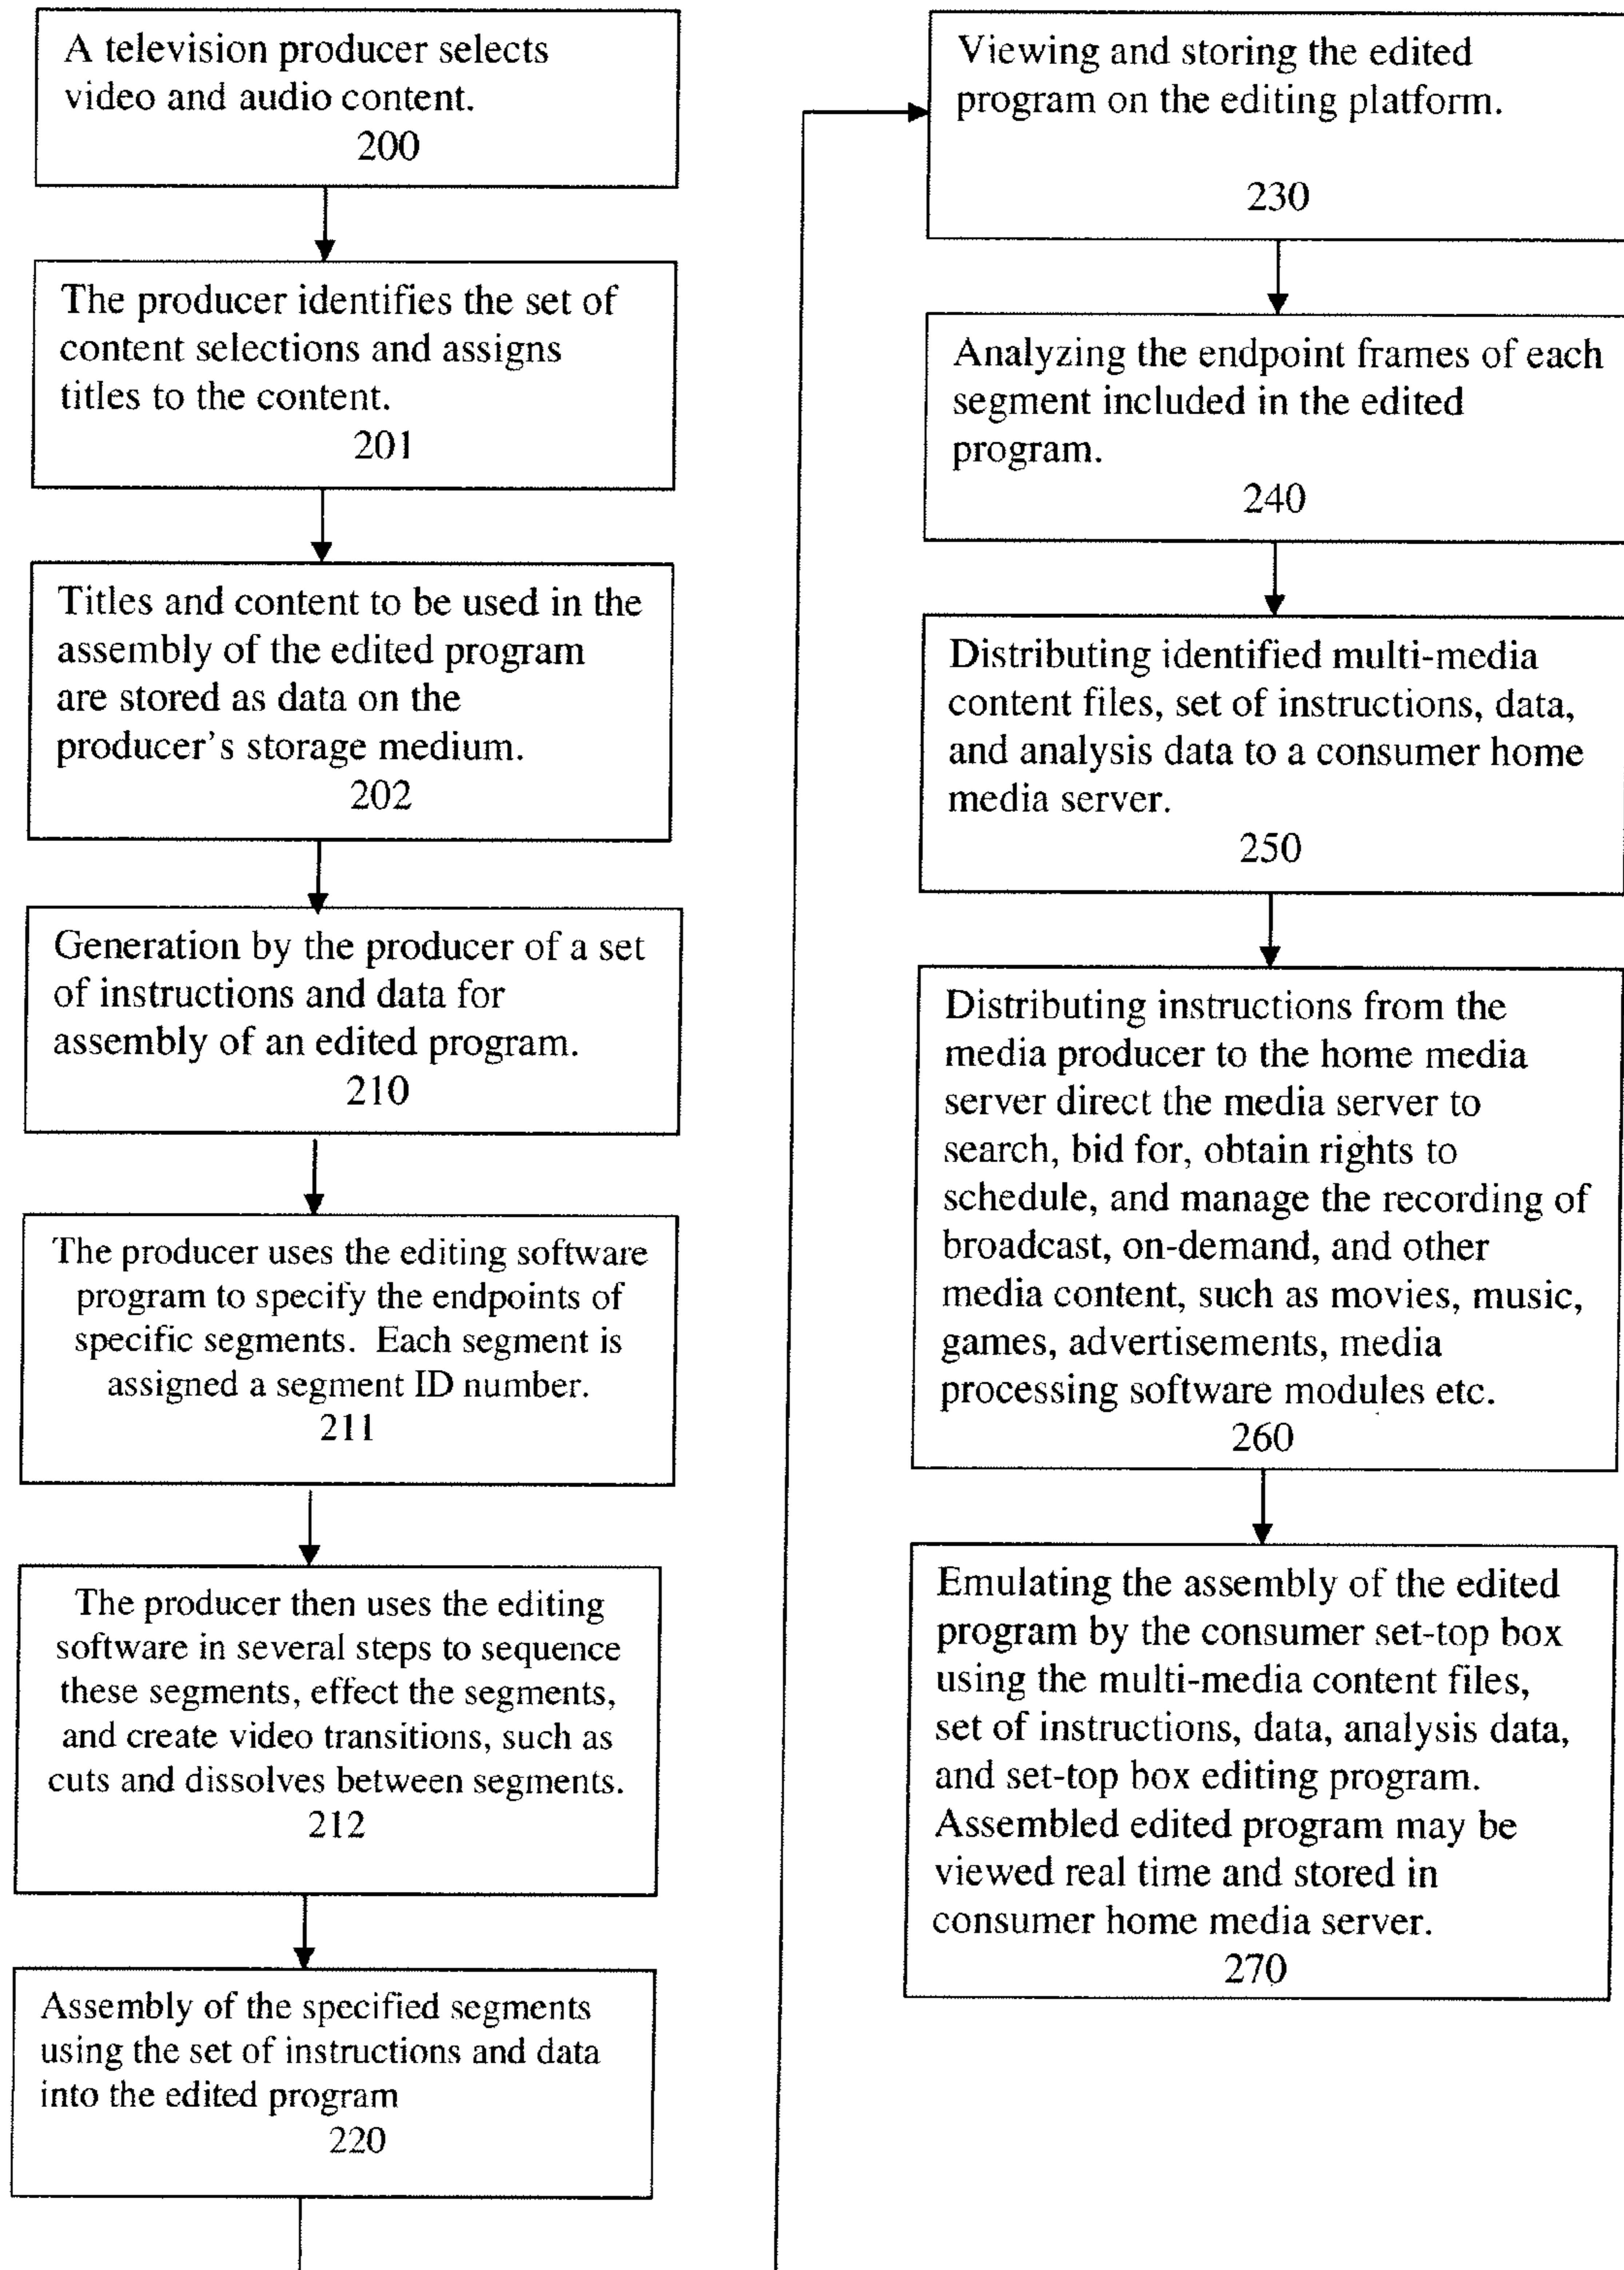 A television producer selects
video and audio content.
200
The producer identifies the set of
content selections and assigns
titles to the content.
201
Titles and content to be used in the
assembly of the edited program
are stored as data on the
producer's storage medium.
202
Generation by the producer of a set
of instructions and data for
assembly of an edited program.
210
The producer uses the editing software
program to specify the endpoints of
specific segments. Each segment is
assigned a segment ID number.
211
The producer then uses the editing
software in several steps to sequence
these segments, effect the segments,
and create video transitions, such as
cuts and dissolves between segments.
212
Assembly of the specified segments
using the set of instructions and data
into the edited program
220
Viewing and storing the edited
program on the editing platform.
230
Analyzing the endpoint frames of each
segment included in the edited
program.
240
Distributing identified multi-media
content files, set of instructions, data,
and analysis data to a consumer home
media server.
250
Distributing instructions from the
media producer to the home media
server direct the media server to
search, bid for, obtain rights to
schedule, and manage the recording of
broadcast, on-demand, and other
media content, such as movies, music,
games, advertisements, media
processing software modules etc.
260
Emulating the assembly of the edited
program by the consumer set-top box
using the multi-media content files,
set of instructions, data, analysis data,
and set-top box editing program.
Assembled edited program may be
viewed real time and stored in
consumer home media server.
270